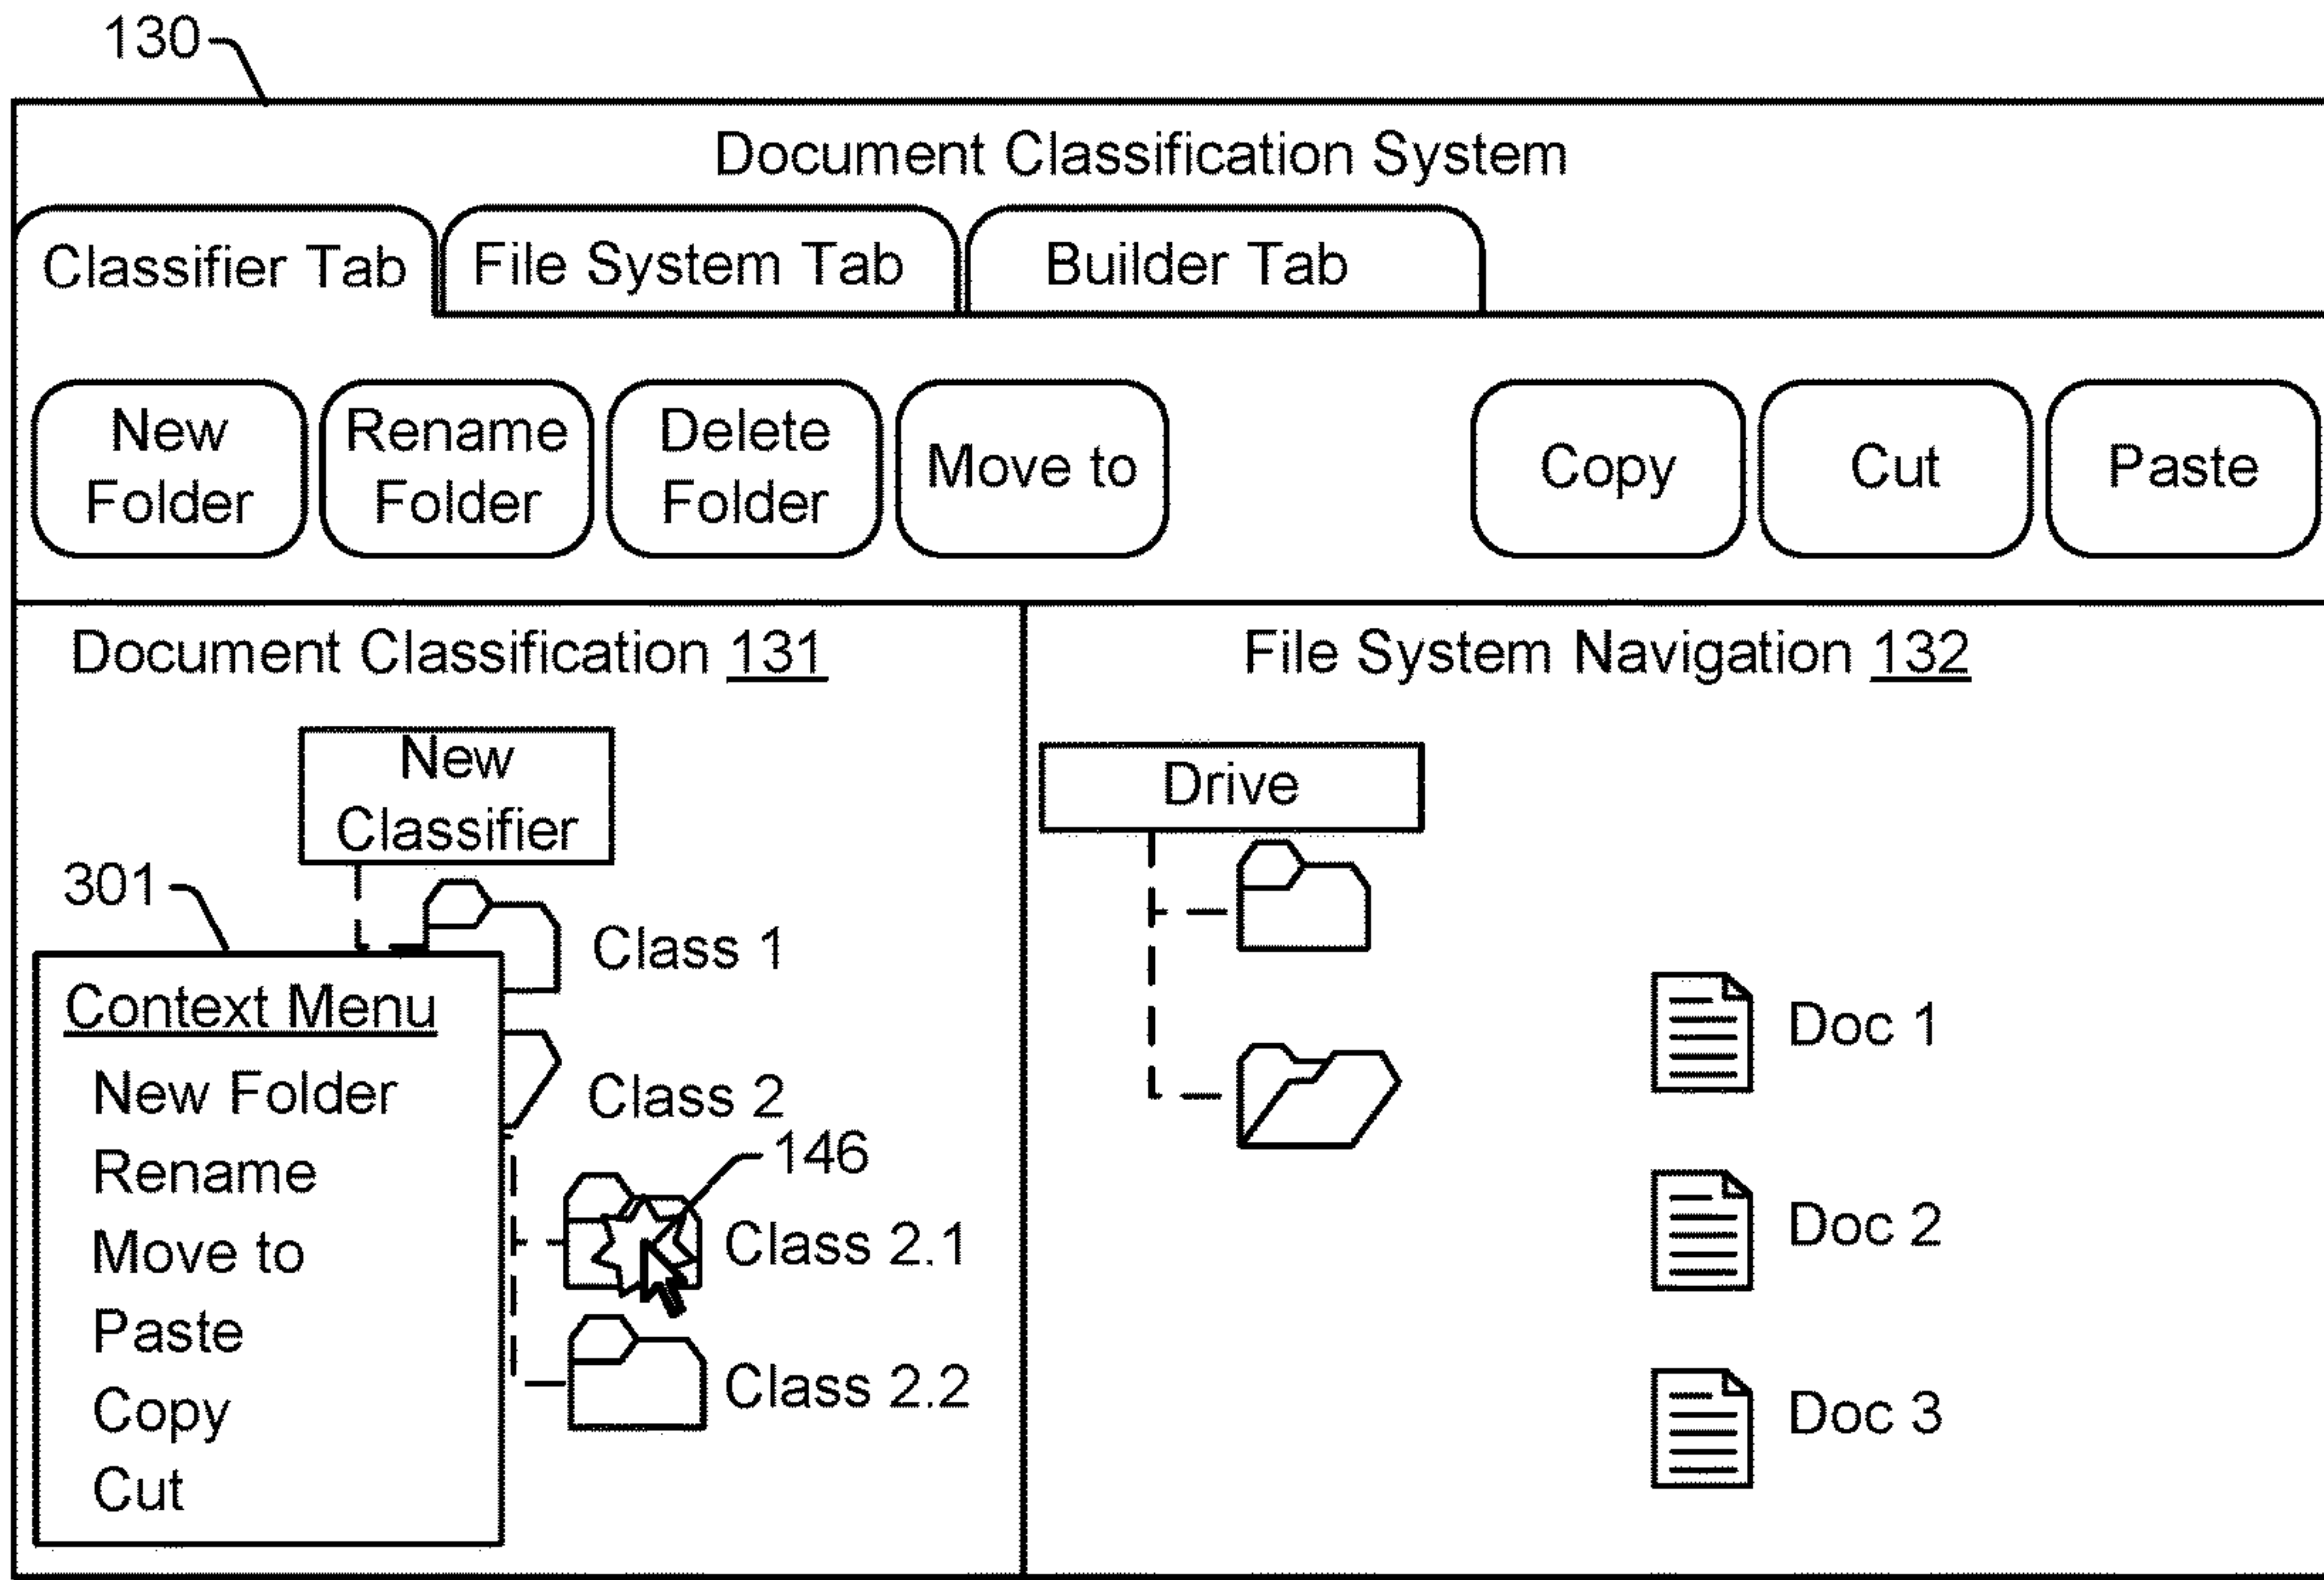 130
Document Classification System
Classifier Tab
File System Tab
Builder Tab
New
Folder
Rename
Folder
Delete
Folder
Move to
Copy
Cut
Paste
Document Classification 131
New
Classifier
301
Class 1
Context Menu
New Folder
Rename
Move to
Paste
Copy
Cut
Class 2
146
Class 2.1
Class 2.2
File System Navigation 132
Drive
Doc 1
Doc 2
Doc 3